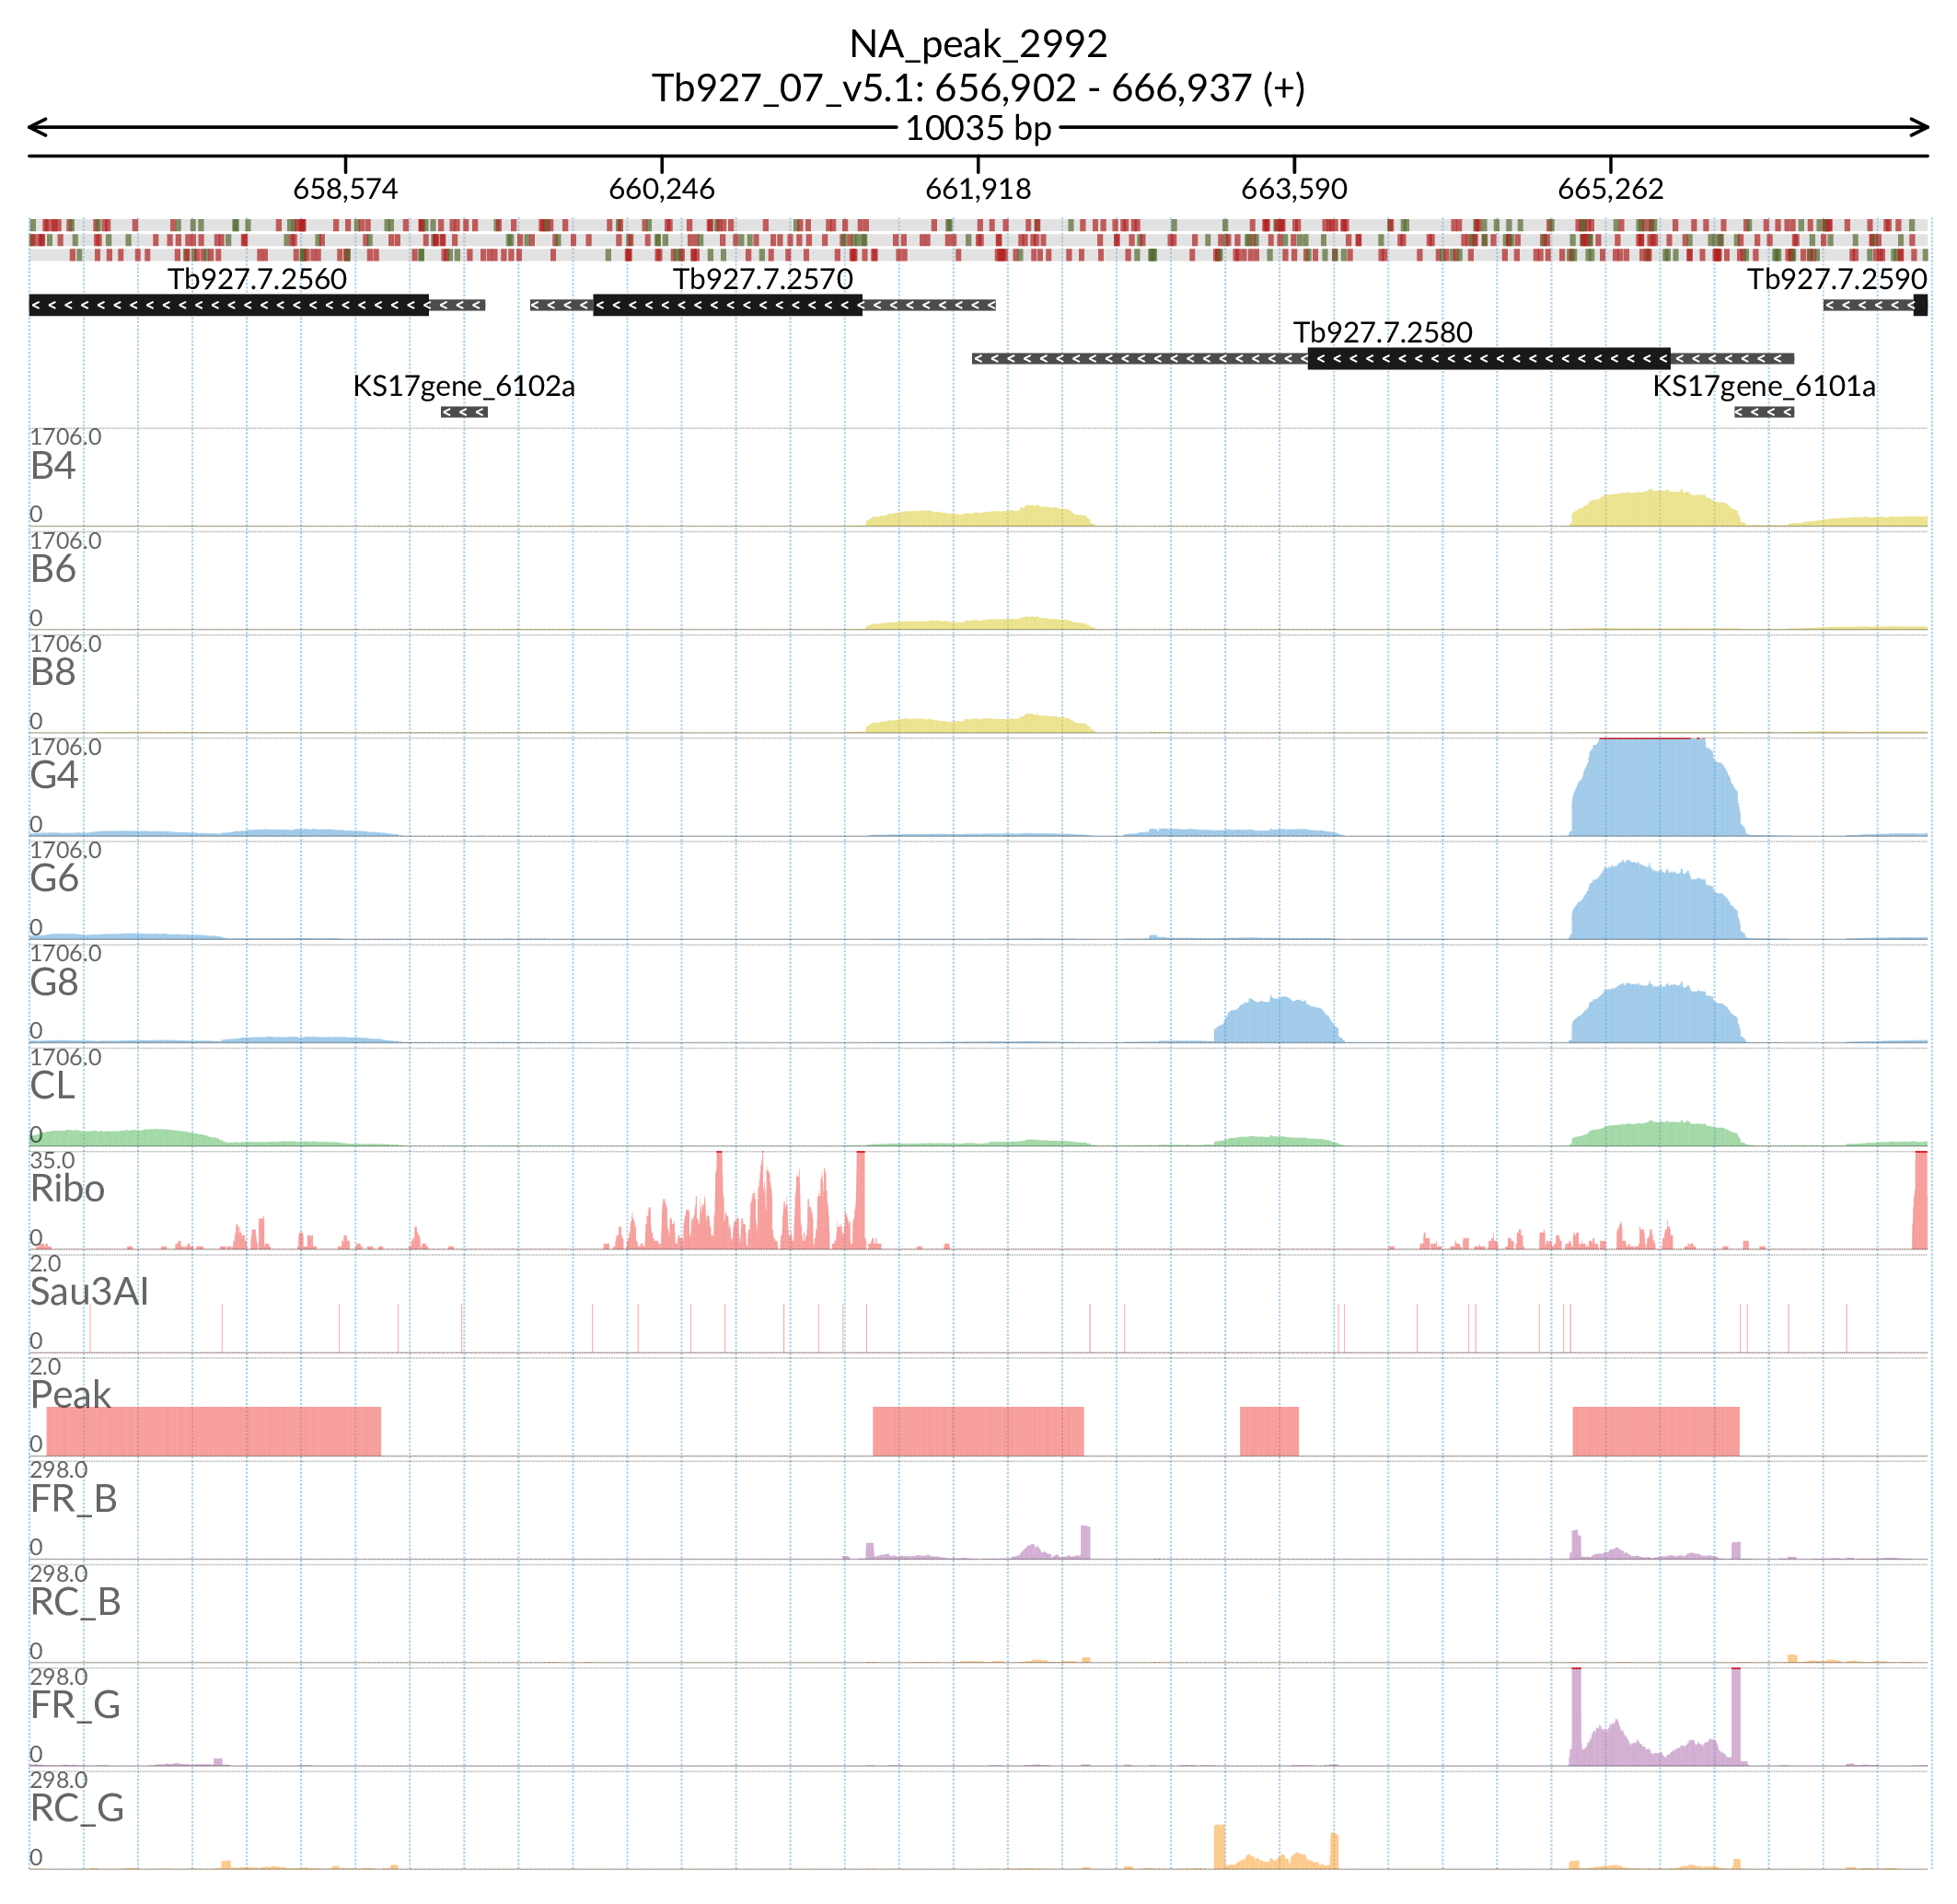 NA_peak_2992
Tb927_07_v5.1: 656,902 - 666,937 (+)
10035 bp
658,574 660,246 661,918 663,590 665,262
Tb927.7.2560 Tb927.7.2570 Tb927.7.2590
Tb927.7.2580
KS17gene_6102a KS17gene_6101a
1706.0
B4
0
1706.0
B6
0
1706.0
B8
0
1706.0
G4
0
1706.0
G6
0
1706.0
G8
0
1706.0
CL
0
35.0
Ribo
0
2.0
Sau3AI
0
2.0
Peak
0
298.0
FR_B
0
298.0
RC_B
0
298.0
FR_G
0
298.0
RC_G
0